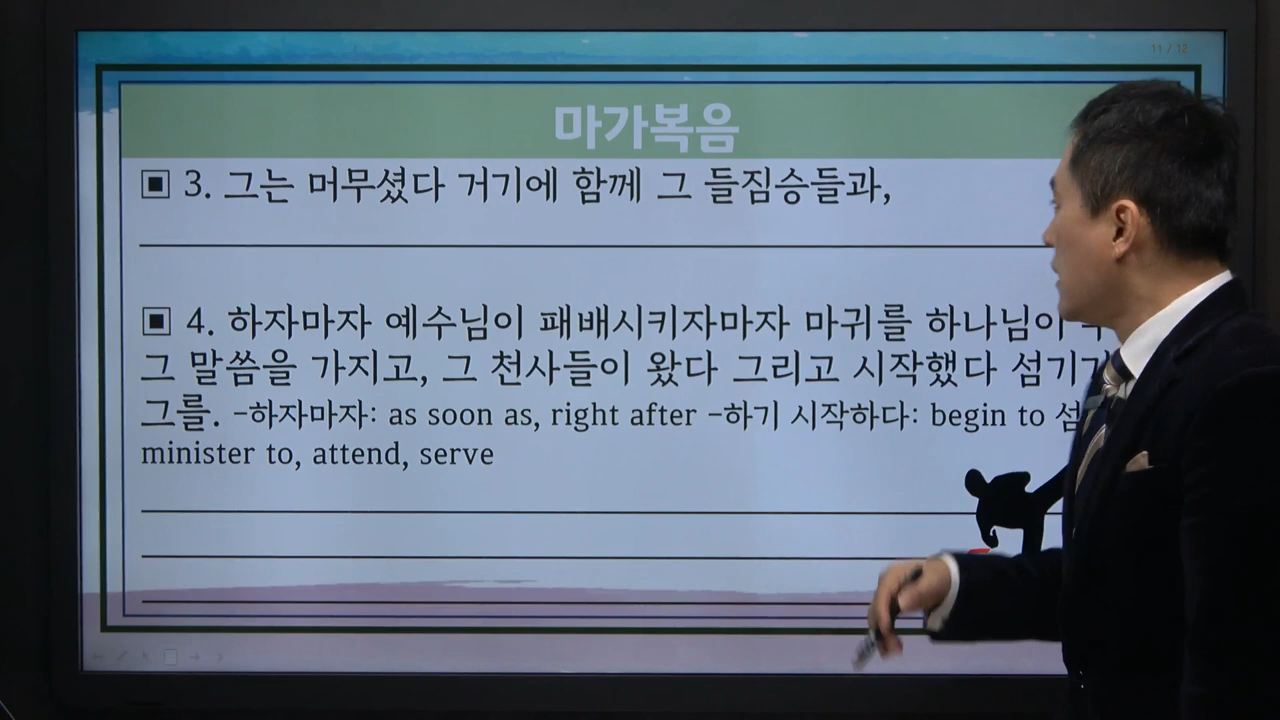 11 / 12
마가복음
▣ 3. 그는 머무셨다 거기에 함께 그 들짐승들과,
▣ 4. 하자마자 예수님이 패배시키자마자 마귀를 하나님이
그 말씀을 가지고, 그 천사들이 왔다 그리고 시작했다 섬기기
그를. -하자마자: as soon as, right after -하기 시작하다: begin to
minister to, attend, serve